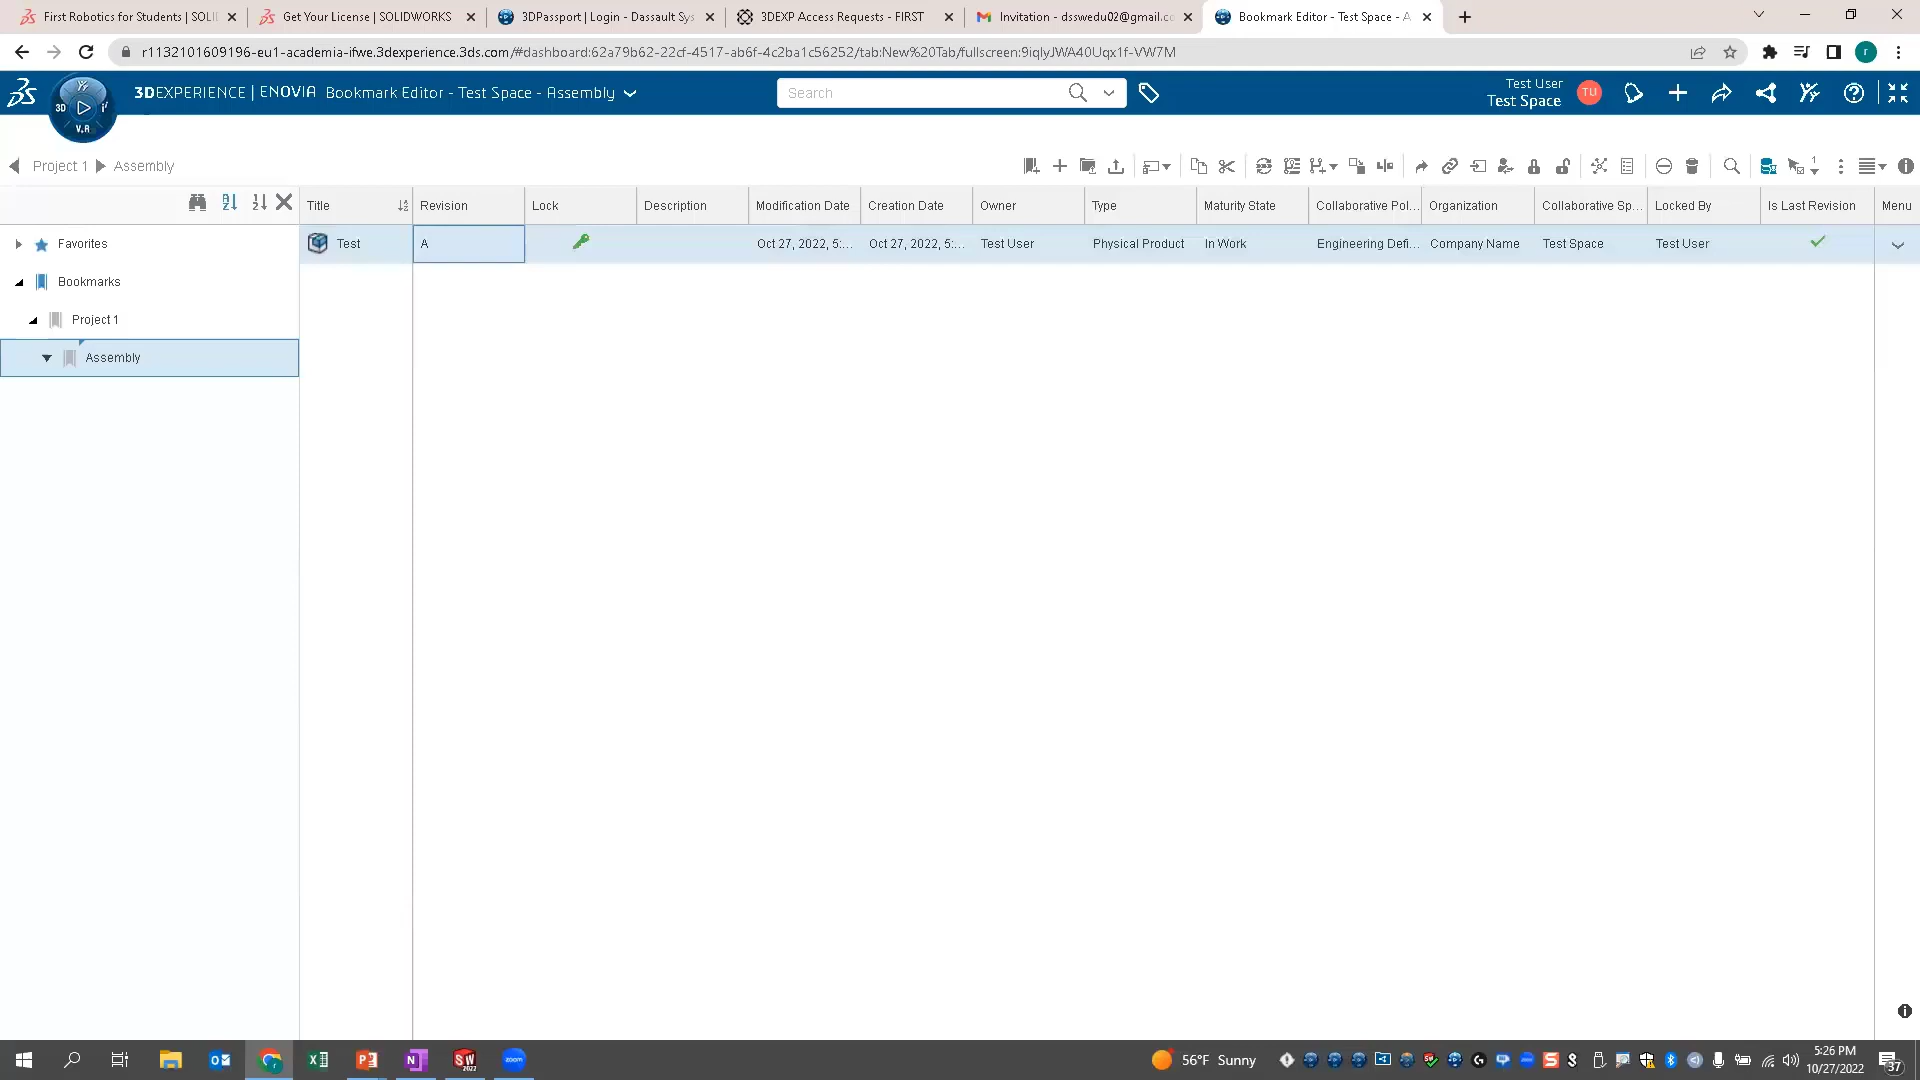 First Robotics for Students | SOLI
Get Your License | SOLIDWORKS
3DPassport | Login - Dassault Sys
3DEXP Access Requests - FIRST
Invitation - dsswedu02@gmail.co
Bookmark Editor - Test Space - A
r1132101609196-eu1-academia-ifwe.3dexperience.3ds.com/#dashboard:62a79b62-22cf-4517-ab6f-4c2ba1c56252/tab:New%20Tab/fullscreen:9iqlyJWA40Uqx1f-VW7M
r
3D
V.R
3DEXPERIENCE | ENOVIA Bookmark Editor - Test Space - Assembly
Search
Test User
Test Space
TU
Project 1 Assembly
1
Title Revision Lock Description Modification Date Creation Date Owner Type Maturity State Collaborative Pol... Organization Collaborative Sp... Locked By Is Last Revision Menu
Test A Oct 27, 2022, 5:... Oct 27, 2022, 5:... Test User Physical Product In Work Engineering Defi... Company Name Test Space Test User
Favorites
Bookmarks
Project 1
Assembly
56°F Sunny
5:26 PM
10/27/2022
37